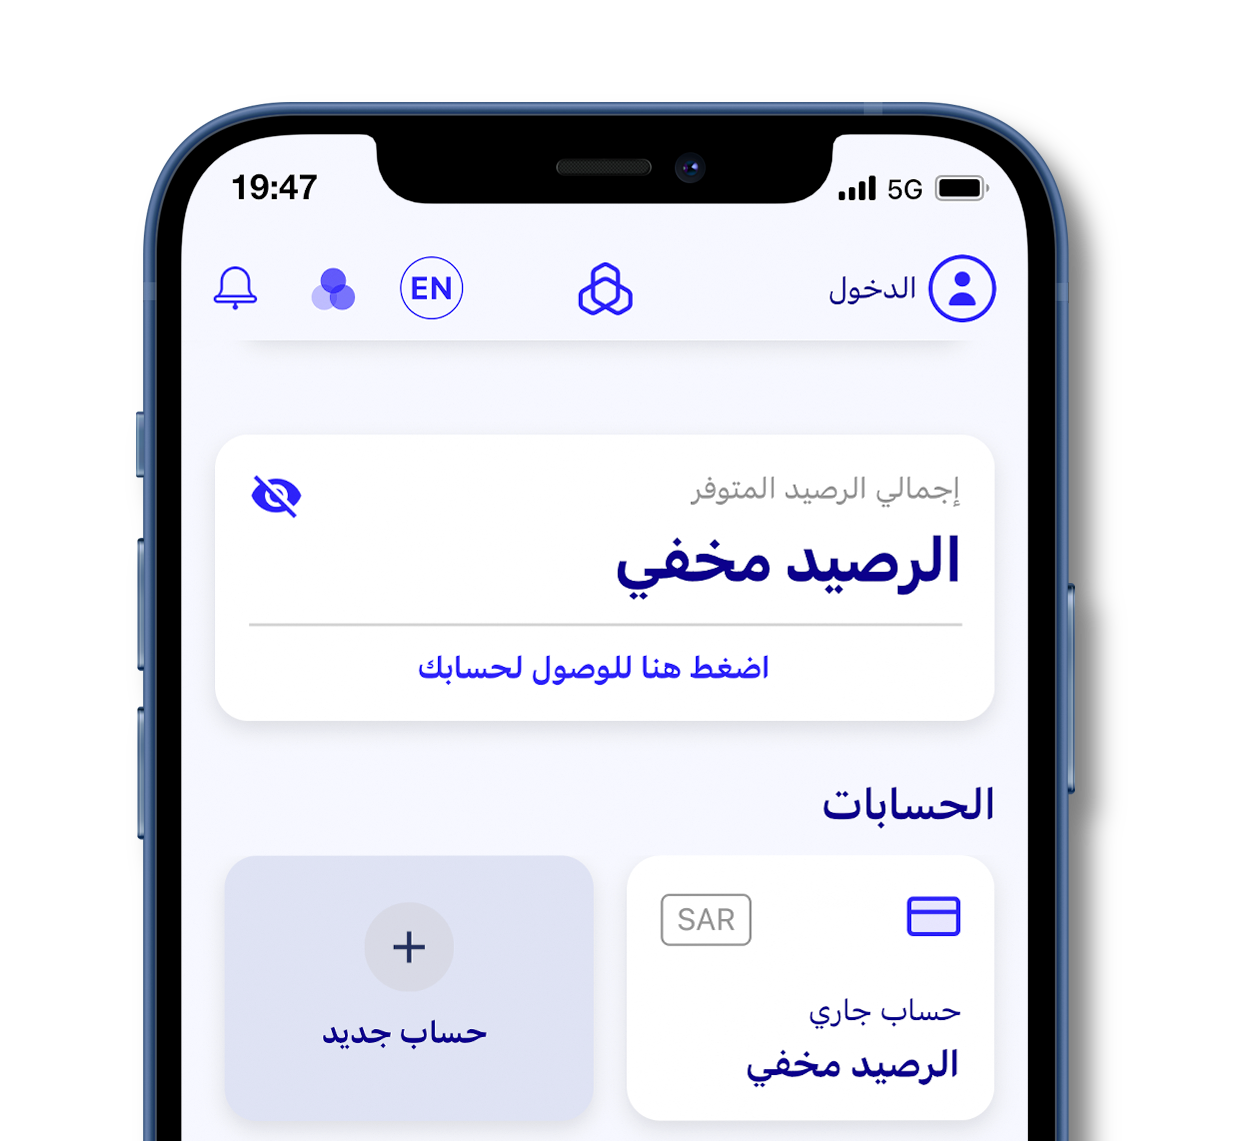 19:47
5G
الدخول
EN
إجمالي الرصيد المتوفر
الرصيد مخفي
اضغط هنا للوصول لحسابك
الحسابات
SAR
حساب جاري
الرصيد مخفي
حساب جديد